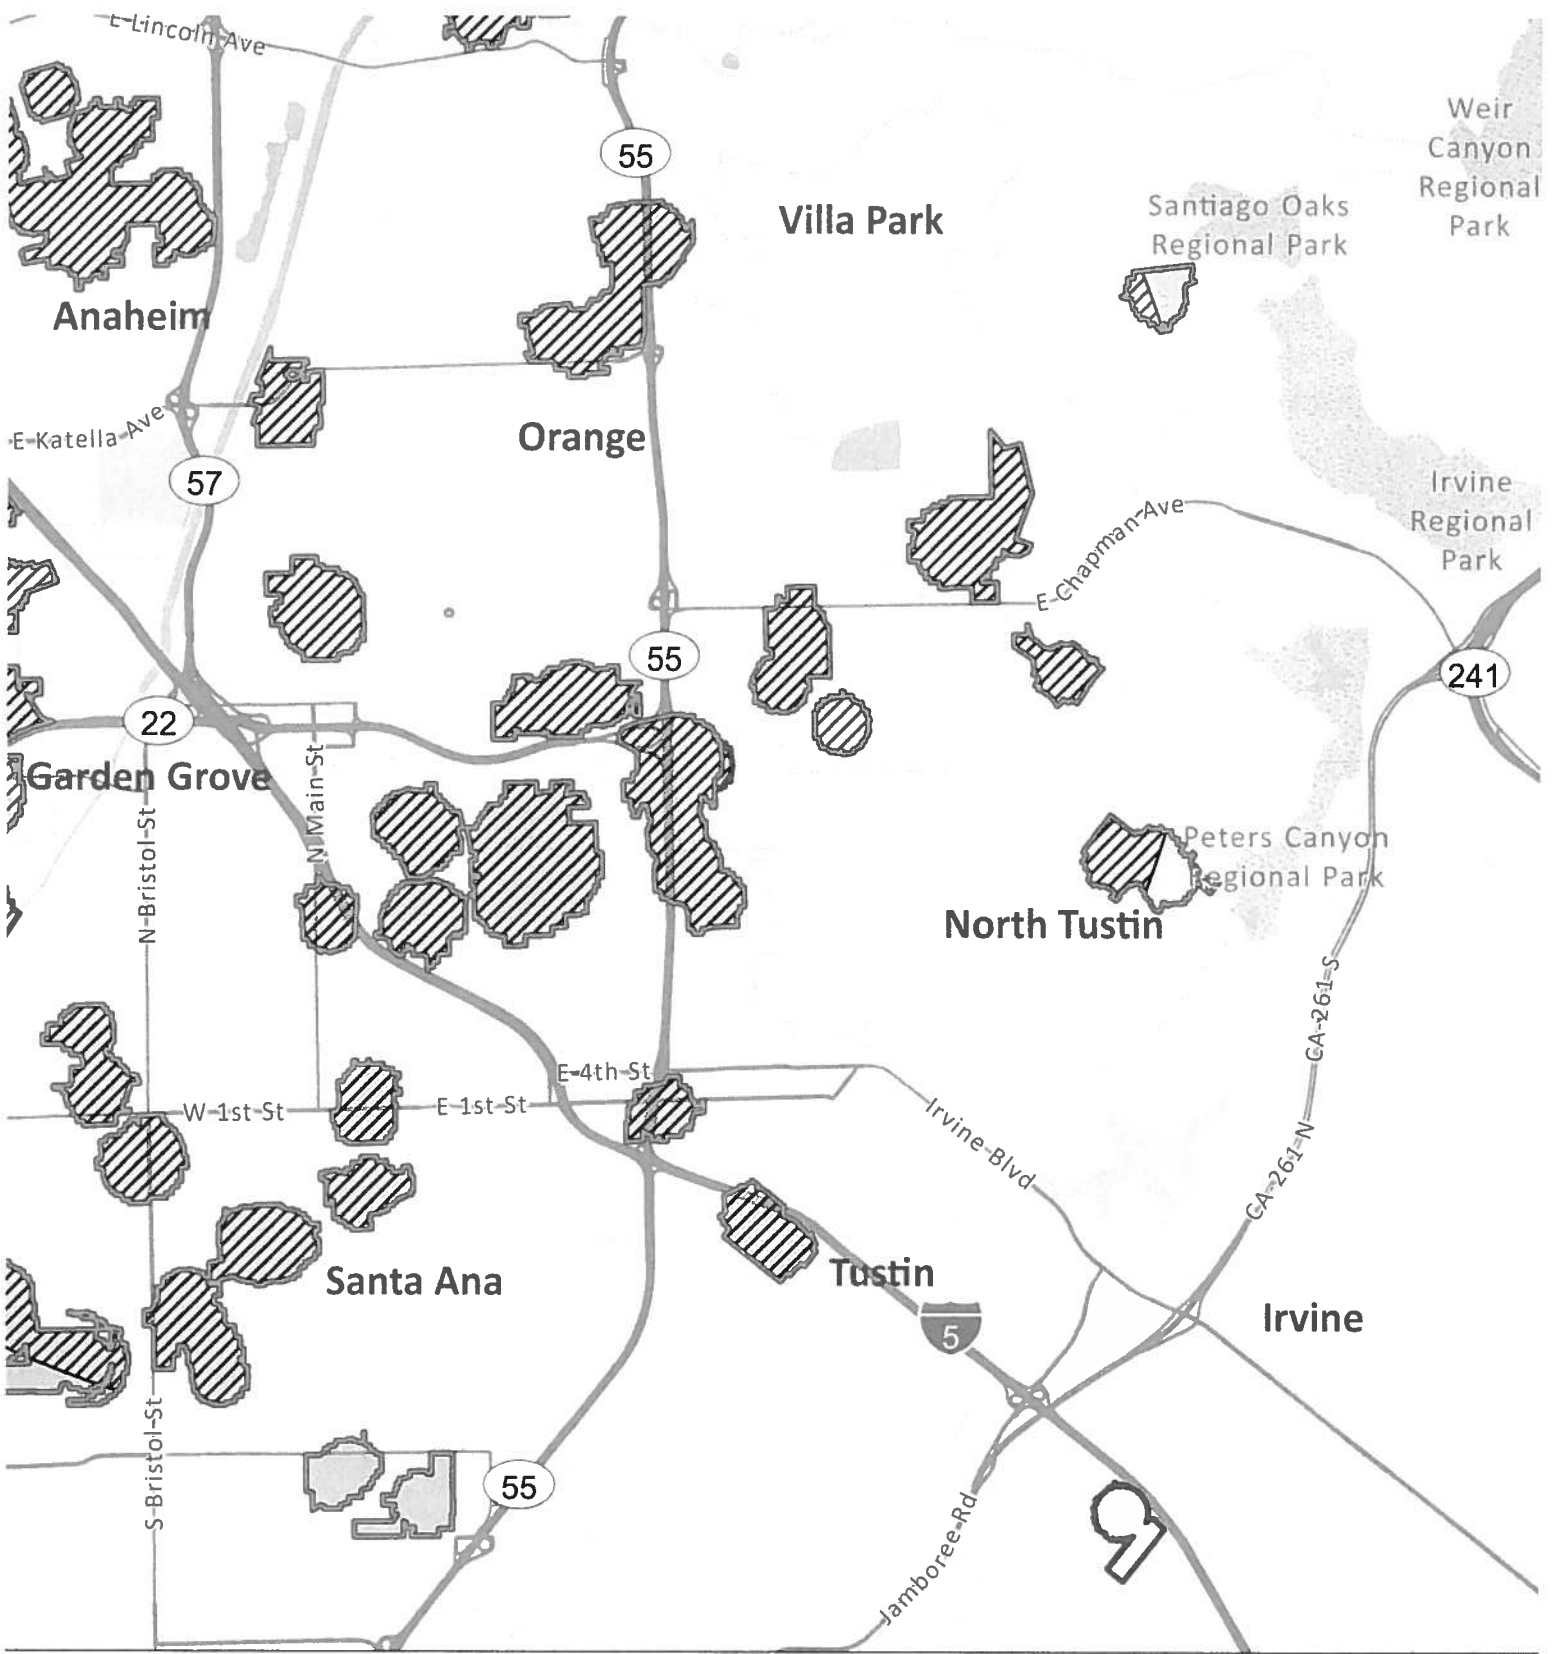 E-Lincoln Ave
Weir
Canyon
Regional
Park
55
Villa Park
Santiago Oaks
Regional Park
Anaheim
E-Katella-Ave
Orange
57
Irvine
Regional
Park
E-Chapman-Ave
55
241
22
Garden Grove
N-Bristol-St
N Main-St
Peters Canyon
Regional Park
North Tustin
CA-261-S
E-4th-St
W 1st St
E 1st St
Irvine-Blvd
CA-261-N
Santa Ana
Tustin
Irvine
5
S-Bristol-St
55
Jamboree-Rd